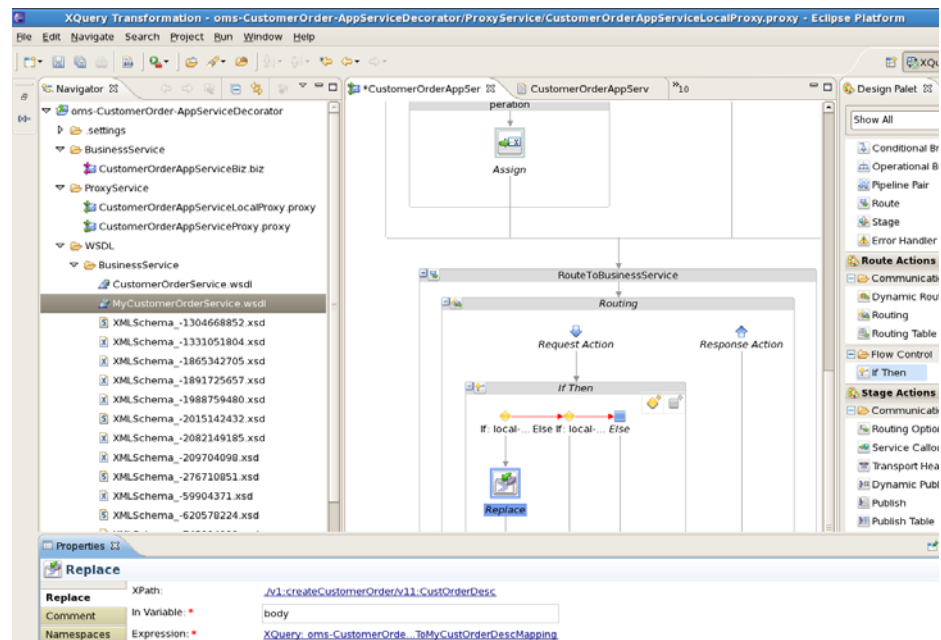 XQuery Transformation - oms-CustomerOrder-AppServiceDecorator/ProxyService/CustomerOrderAppServiceLocalProxy.proxy - Eclipse Platform
File Edit Navigate Search Project Run Window Help
XQu
Navigator
*CustomerOrderAppSer
CustomerOrderAppServ
»10
Design Palet
oms-CustomerOrder-AppServiceDecorator
.settings
BusinessService
CustomerOrderAppServiceBiz.biz
ProxyService
CustomerOrderAppServiceLocalProxy.proxy
CustomerOrderAppServiceProxy.proxy
WSDL
BusinessService
CustomerOrderService.wsdl
MyCustomerOrderService.wsdl
XMLSchema_-1304668852.xsd
XMLSchema_-1331051804.xsd
XMLSchema_-1865342705.xsd
XMLSchema_-1891725657.xsd
XMLSchema_-1988759480.xsd
XMLSchema_-2015142432.xsd
XMLSchema_-2082149185.xsd
XMLSchema_-209704098.xsd
XMLSchema_-276710851.xsd
XMLSchema_-59904371.xsd
XMLSchema_-620578224.xsd
peration
Assign
RouteToBusinessService
Routing
Request Action
Response Action
If Then
If: local-... Else If: local-... Else
Replace
Show All
Conditional Br
Operational B
Pipeline Pair
Route
Stage
Error Handler
Route Actions
Communicatio
Dynamic Rout
Routing
Routing Table
Flow Control
If Then
Stage Actions
Communicatio
Routing Option
Service Callou
Transport Hea
Dynamic Publ
Publish
Publish Table
Properties
Replace
Replace
Comment
Namespaces
XPath: ./v1:createCustomerOrder/v11:CustOrderDesc
In Variable: * body
Expression: * XQuery: oms-CustomerOrde...ToMyCustOrderDescMapping